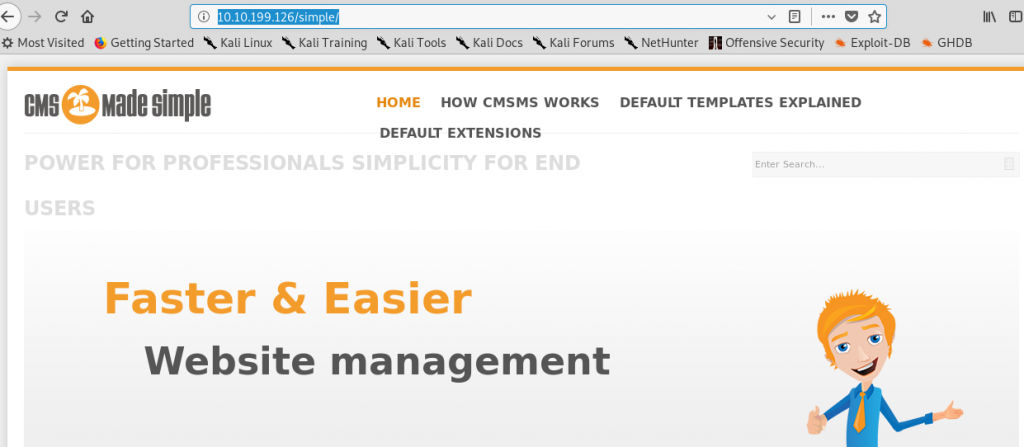 10.10.199.126/simple/
Most Visited Getting Started Kali Linux Kali Training Kali Tools Kali Docs Kali Forums NetHunter Offensive Security Exploit-DB GHDB
CMS Made Simple
HOME HOW CMSMS WORKS DEFAULT TEMPLATES EXPLAINED
DEFAULT EXTENSIONS
POWER FOR PROFESSIONALS SIMPLICITY FOR END
USERS
Enter Search...
Faster & Easier
Website management